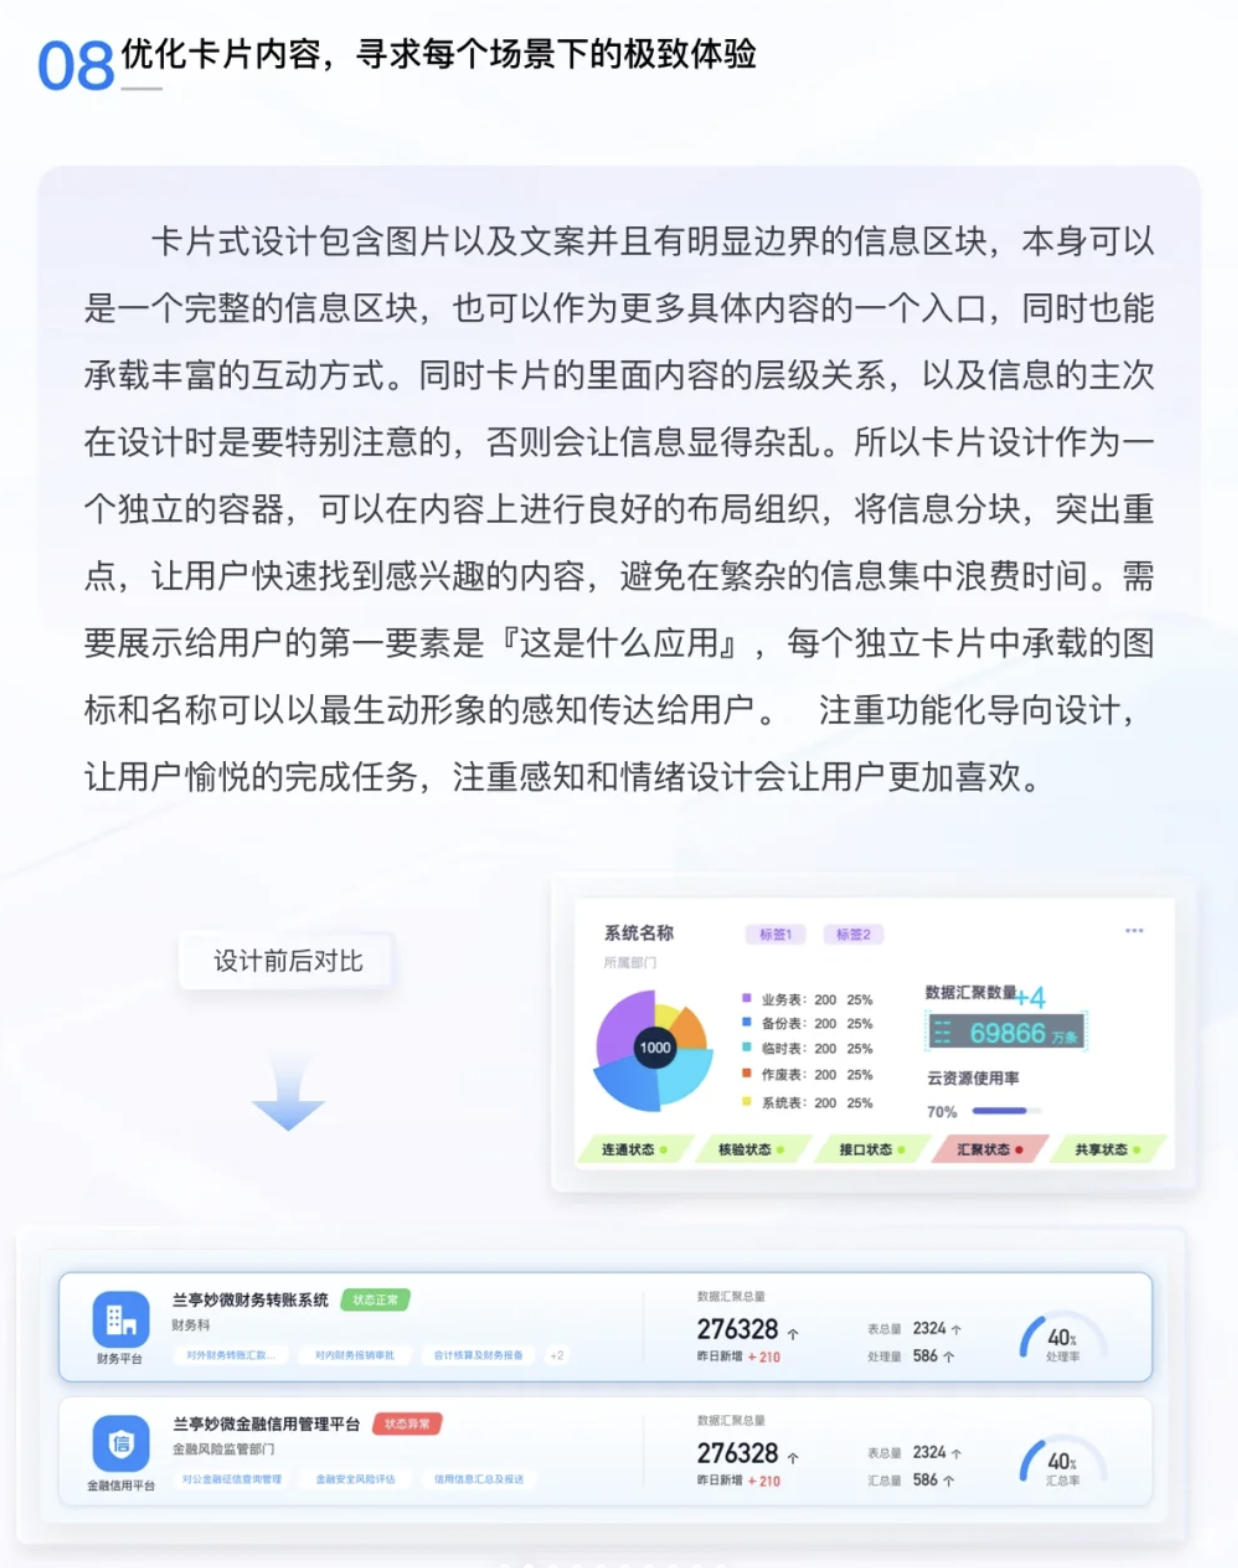 08
优化卡片内容，寻求每个场景下的极致体验
卡片式设计包含图片以及文案并且有明显边界的信息区块，本身可以
是一个完整的信息区块，也可以作为更多具体内容的一个入口，同时也能
承载丰富的互动方式。同时卡片的里面内容的层级关系，以及信息的主次
在设计时是要特别注意的，否则会让信息显得杂乱。所以卡片设计作为一
个独立的容器，可以在内容上进行良好的布局组织，将信息分块，突出重
点，让用户快速找到感兴趣的内容，避免在繁杂的信息集中浪费时间。需
要展示给用户的第一要素是『这是什么应用』，每个独立卡片中承载的图
标和名称可以以最生动形象的感知传达给用户。 注重功能化导向设计，
让用户愉悦的完成任务，注重感知和情绪设计会让用户更加喜欢。
设计前后对比
系统名称 标签1 标签2
所属部门
1000
业务表：200 25%
备份表：200 25%
临时表：200 25%
作废表：200 25%
系统表：200 25%
数据汇聚数量+4
69866 万条
云资源使用率
70%
连通状态 核验状态 接口状态 汇聚状态 共享状态
财务平台
兰亭妙微财务转账系统 状态正常
财务科
对外财务转账汇款... 对内财务报销审批 会计核算及财务报备 +2
数据汇聚总量
276328 个
昨日新增 +210
表总量 2324 个
处理量 586 个
40%
处理率
信
金融信用平台
兰亭妙微金融信用管理平台 状态异常
金融风险监管部门
对公金融征信查询管理 金融安全风险评估 信用信息汇总及报送
数据汇聚总量
276328 个
昨日新增 +210
表总量 2324 个
汇总量 586 个
40%
汇总率